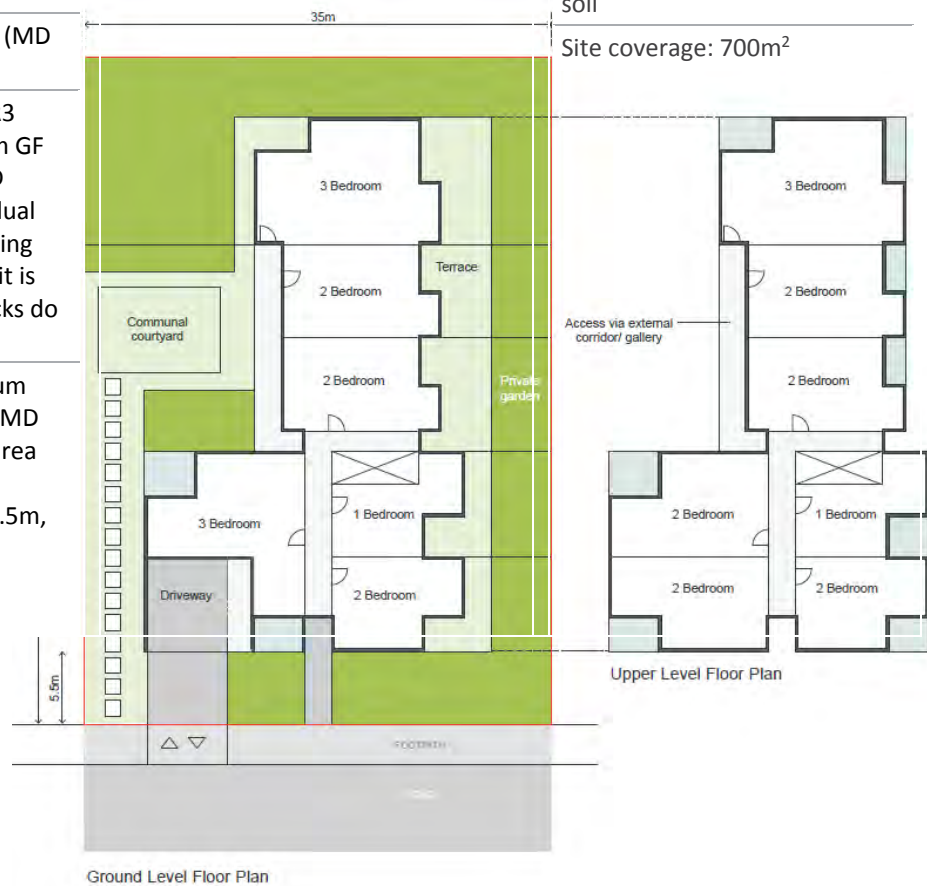 soil
35m
(MD
Site coverage: 700m²
3
n GF
dual
ing
it is
cks do
um
MD
rea
.5m,
3 Bedroom
2 Bedroom
Terrace
Communal
courtyard
2 Bedroom
Private
garden
3 Bedroom
1 Bedroom
Driveway
2 Bedroom
5.5m
FOOTPATH
Ground Level Floor Plan
3 Bedroom
2 Bedroom
Access via external
corridor/ gallery
2 Bedroom
2 Bedroom
1 Bedroom
2 Bedroom
2 Bedroom
Upper Level Floor Plan